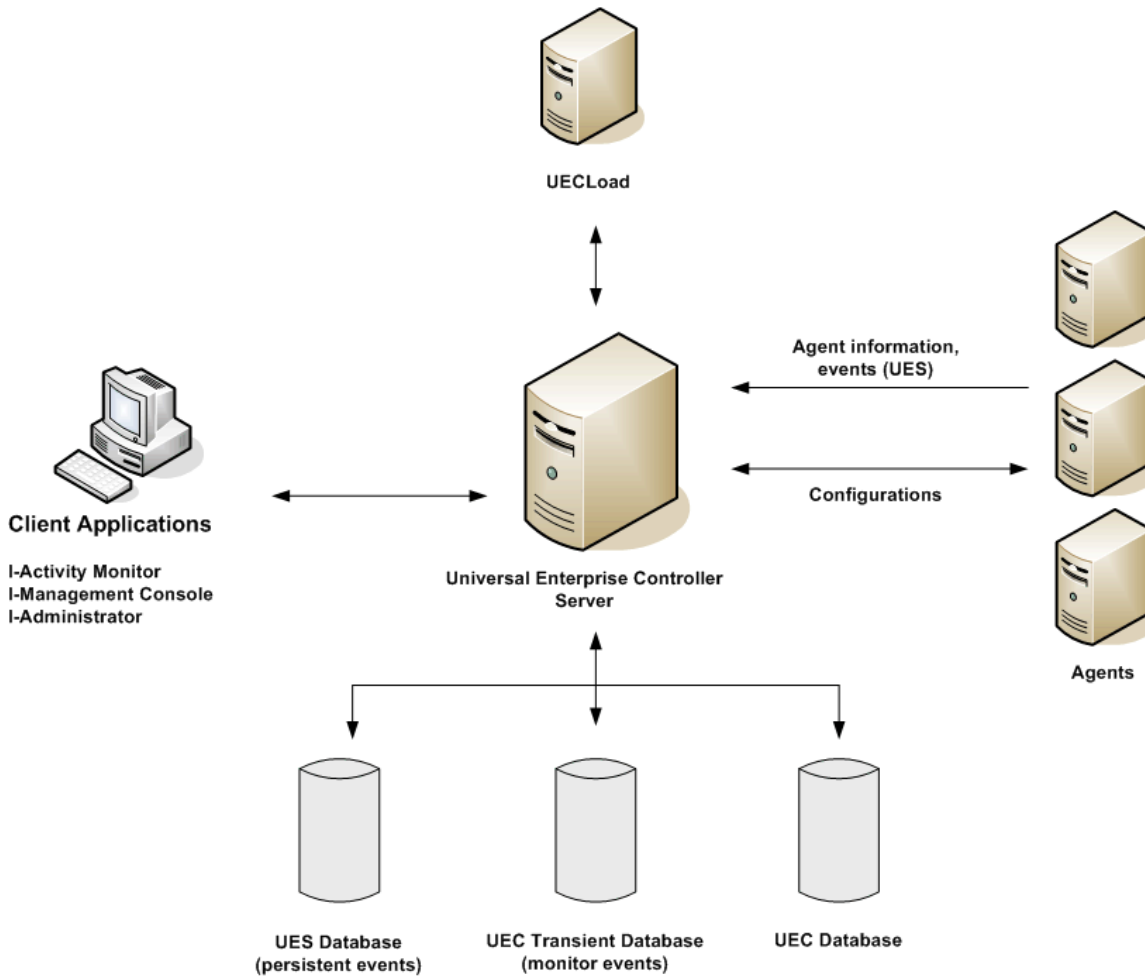 UECLoad
Agent information,
events (UES)
Configurations
Client Applications
I-Activity Monitor
I-Management Console
I-Administrator
Universal Enterprise Controller
Server
Agents
UES Database
(persistent events)
UEC Transient Database
(monitor events)
UEC Database